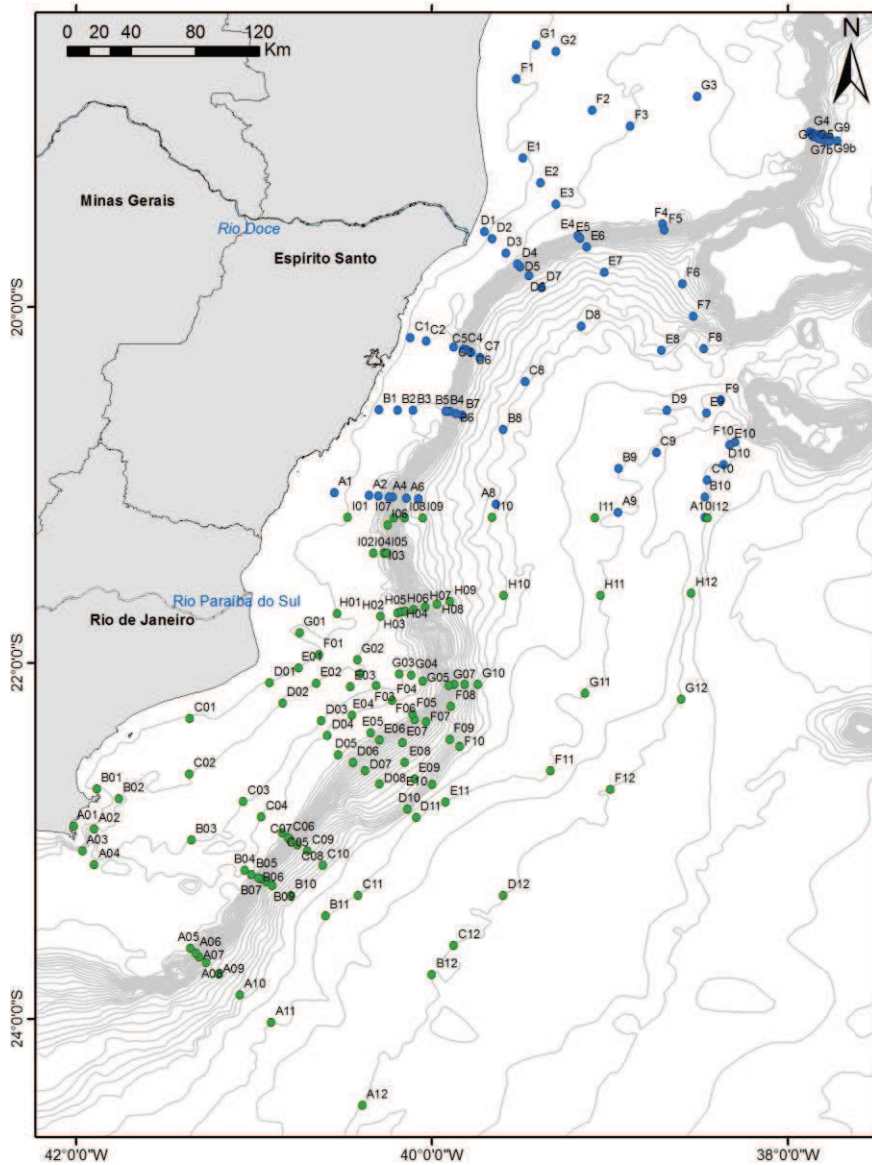 N
0 20 40 80 120
Km
G1
G2
F1
G3
F2
F3
G4
G9
G5
G7b
G9b
E1
E2
E3
Minas Gerais
Rio Doce
D1
D2
D3
E4
E5
E6
F4
F5
Espírito Santo
D4
D5
D7
E7
F6
20°0'0"S
D8
F7
C1
C2
C5
C4
C7
E8
F8
C8
B1
B2
B3
B5
B4
B7
B8
D9
F9
C9
F10
E10
D10
B9
C10
B10
A1
A2
A4
A6
A8
A9
A10
I12
I01
I07
I06
I08
I09
I10
I11
I02
I04
I05
I03
Rio Paraíba do Sul
Rio de Janeiro
H01
H02
H05
H06
H07
H09
H10
H11
H12
H03
H04
H08
G01
F01
G02
G03
G04
G05
G07
G10
G11
G12
22°0'0"S
E01
D01
E02
E03
F04
F08
D02
C01
D03
E04
F06
F05
F07
D04
E05
E06
E07
F09
F10
F11
F12
D05
D06
E08
D07
E09
C02
B01
B02
D08
E10
E11
C03
D10
D11
C04
A01
A02
B03
C07
C06
C05
C09
A03
A04
C08
C10
B04
B05
B06
B07
B09
B10
C11
D12
B11
C12
A05
A06
A07
A08
A09
B12
A10
A11
24°0'0"S
A12
42°0'0"W 40°0'0"W 38°0'0"W